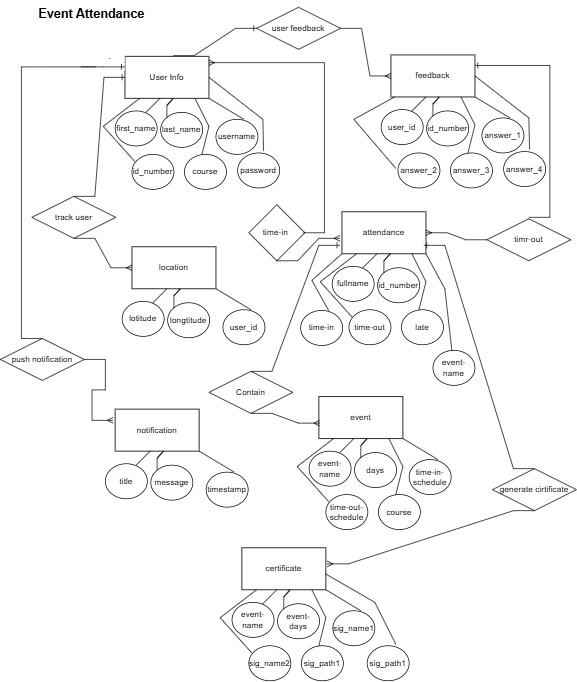 Event Attendance
user feedback
User Info
feedback
first_name
last_name
username
id_number
course
password
user_id
id_number
answer_1
answer_2
answer_3
answer_4
track user
time-in
attendance
timr-out
location
fullname
id_number
lotitude
longtitude
user_id
time-in
time-out
late
event-
name
push notification
Contain
notification
event
title
message
timestamp
event-
name
days
time-in-
schedule
time-out-
schedule
course
generate cirtificate
certificate
event-
name
event-
days
sig_name1
sig_name2
sig_path1
sig_path1